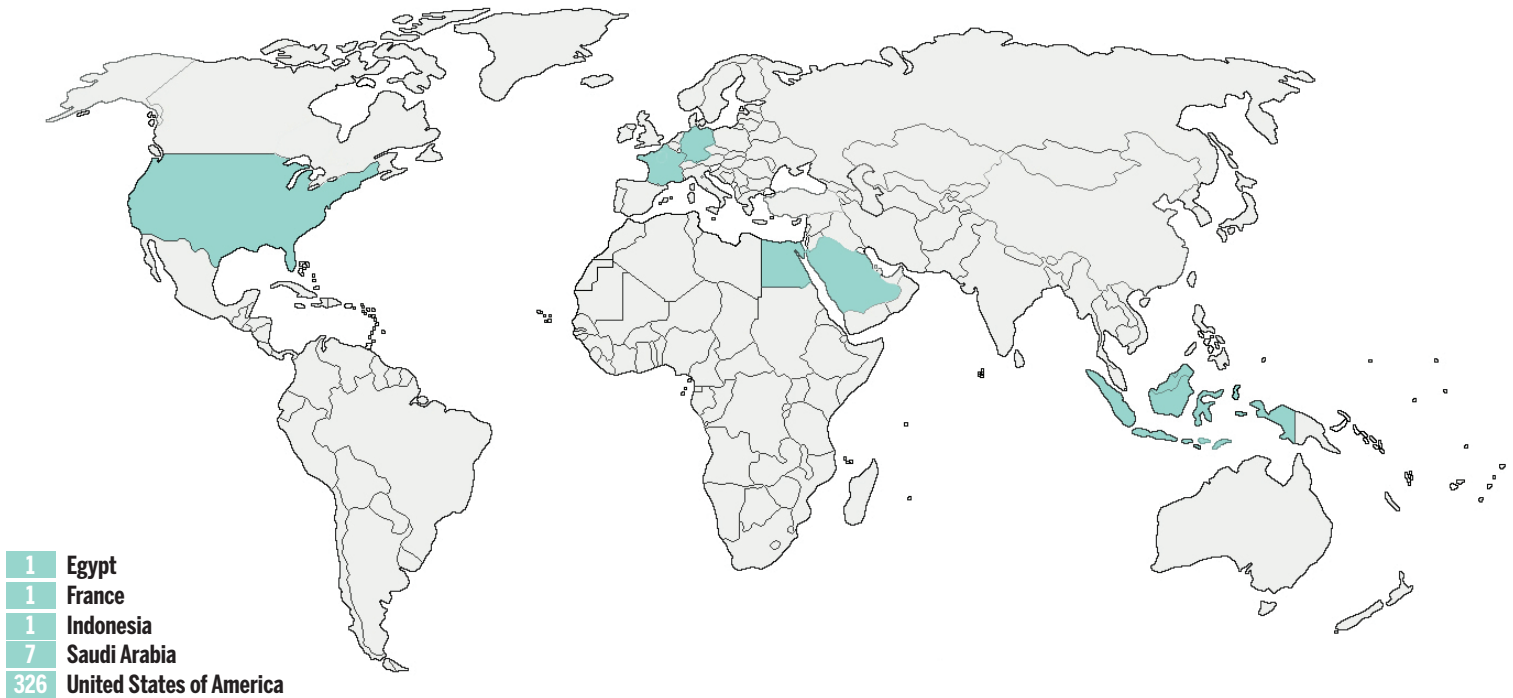 1 Egypt
1 France
1 Indonesia
7 Saudi Arabia
326 United States of America